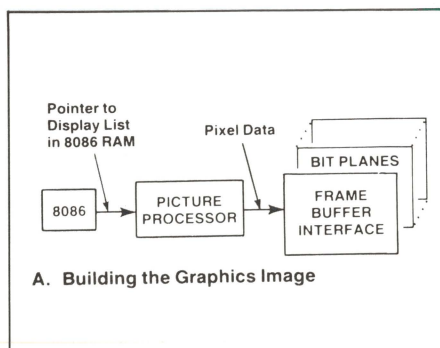 Pointer to
Display List
in 8086 RAM
Pixel Data
8086
PICTURE
PROCESSOR
BIT PLANES
FRAME
BUFFER
INTERFACE
A. Building the Graphics Image